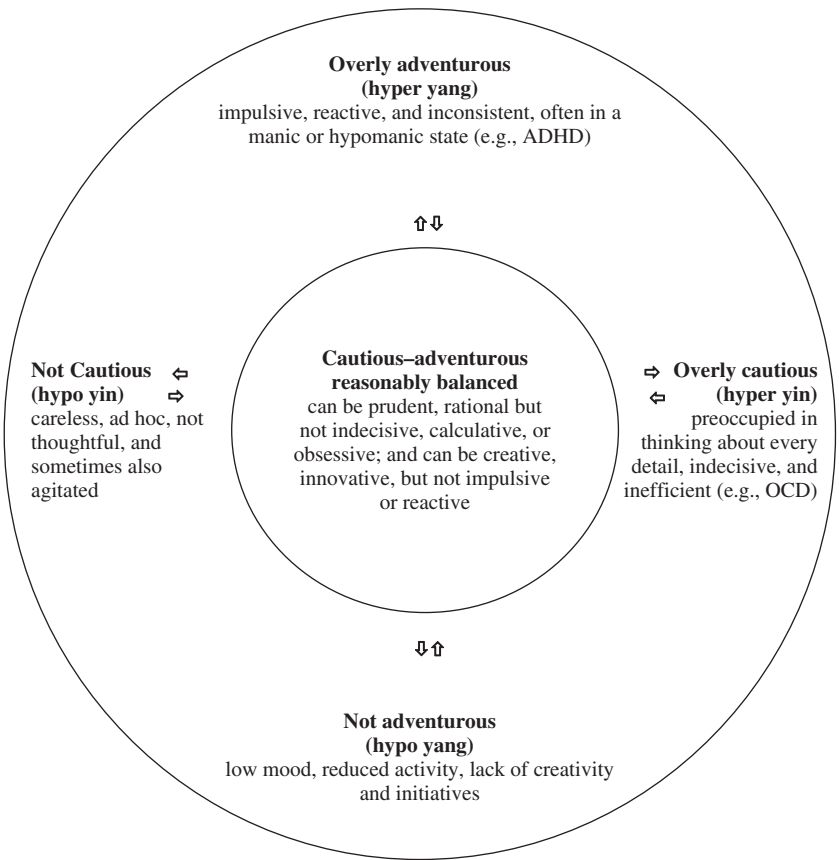 Overly adventurous
(hyper yang)
impulsive, reactive, and inconsistent, often in a
manic or hypomanic state (e.g., ADHD)
⇧⇩
Not Cautious ⇦
(hypo yin) ⇨
careless, ad hoc, not
thoughtful, and
sometimes also
agitated
Cautious–adventurous
reasonably balanced
can be prudent, rational but
not indecisive, calculative, or
obsessive; and can be creative,
innovative, but not impulsive
or reactive
⇨ Overly cautious
⇦ (hyper yin)
preoccupied in
thinking about every
detail, indecisive, and
inefficient (e.g., OCD)
⇩⇧
Not adventurous
(hypo yang)
low mood, reduced activity, lack of creativity
and initiatives